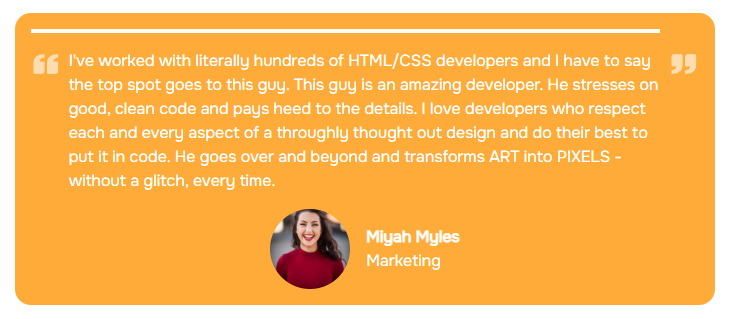 I've worked with literally hundreds of HTML/CSS developers and I have to say
the top spot goes to this guy. This guy is an amazing developer. He stresses on
good, clean code and pays heed to the details. I love developers who respect
each and every aspect of a throughly thought out design and do their best to
put it in code. He goes over and beyond and transforms ART into PIXELS -
without a glitch, every time.
Miyah Myles
Marketing